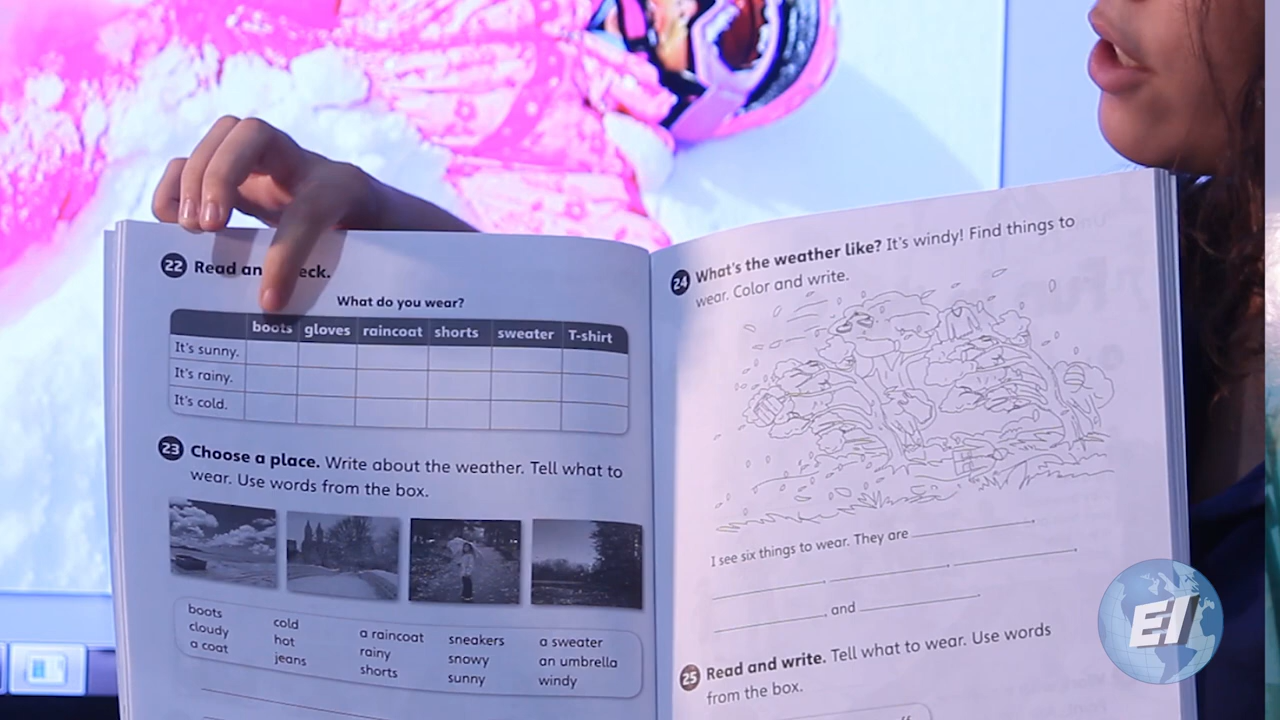 22 Read an eck.
What do you wear?
boots gloves raincoat shorts sweater T-shirt
It's sunny.
It's rainy.
It's cold.
23 Choose a place. Write about the weather. Tell what to
wear. Use words from the box.
boots cold a raincoat sneakers a sweater
cloudy hot rainy snowy an umbrella
a coat jeans shorts sunny windy
24 What's the weather like? It's windy! Find things to
wear. Color and write.
I see six things to wear. They are
and
25 Read and write. Tell what to wear. Use words
from the box.
EI